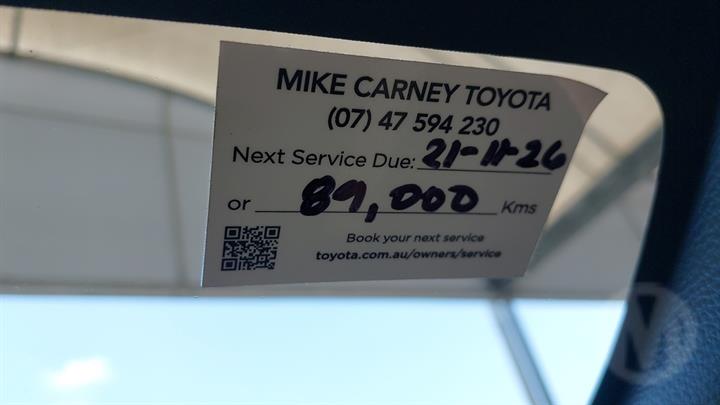 MIKE CARNEY TOYOTA
(07) 47 594 230
Next Service Due: 21-11-26
or 89,000 Kms
Book your next service
toyota.com.au/owners/service